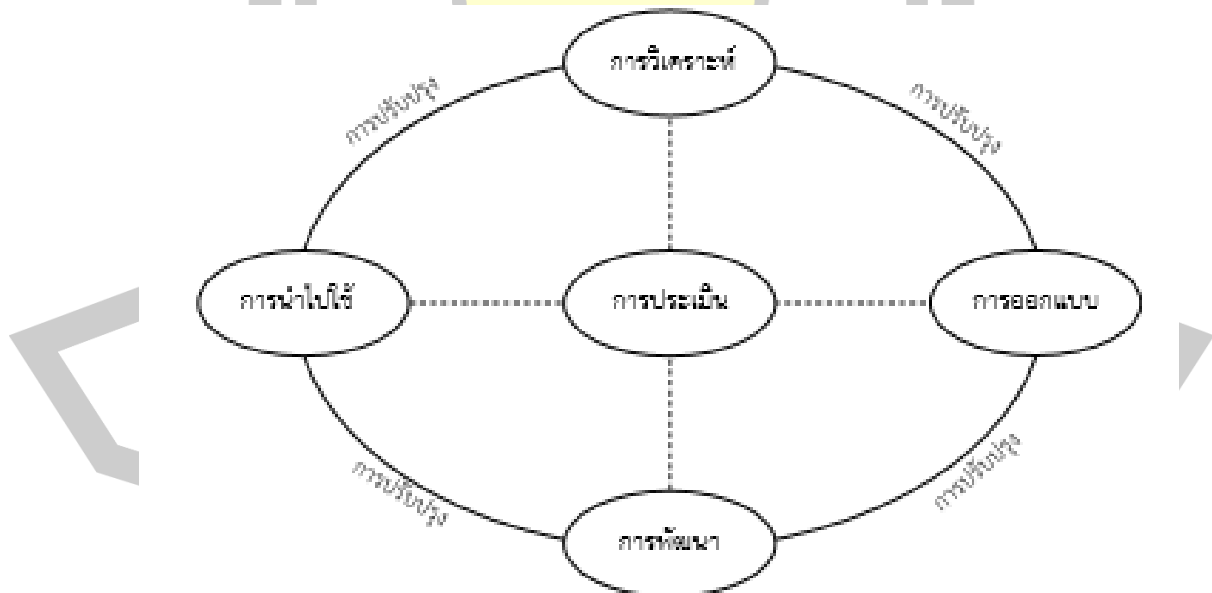 การวิเคราะห์
การปรับปรุง
การปรับปรุง
การนำไปใช้
การประเมิน
การออกแบบ
การปรับปรุง
การปรับปรุง
การพัฒนา